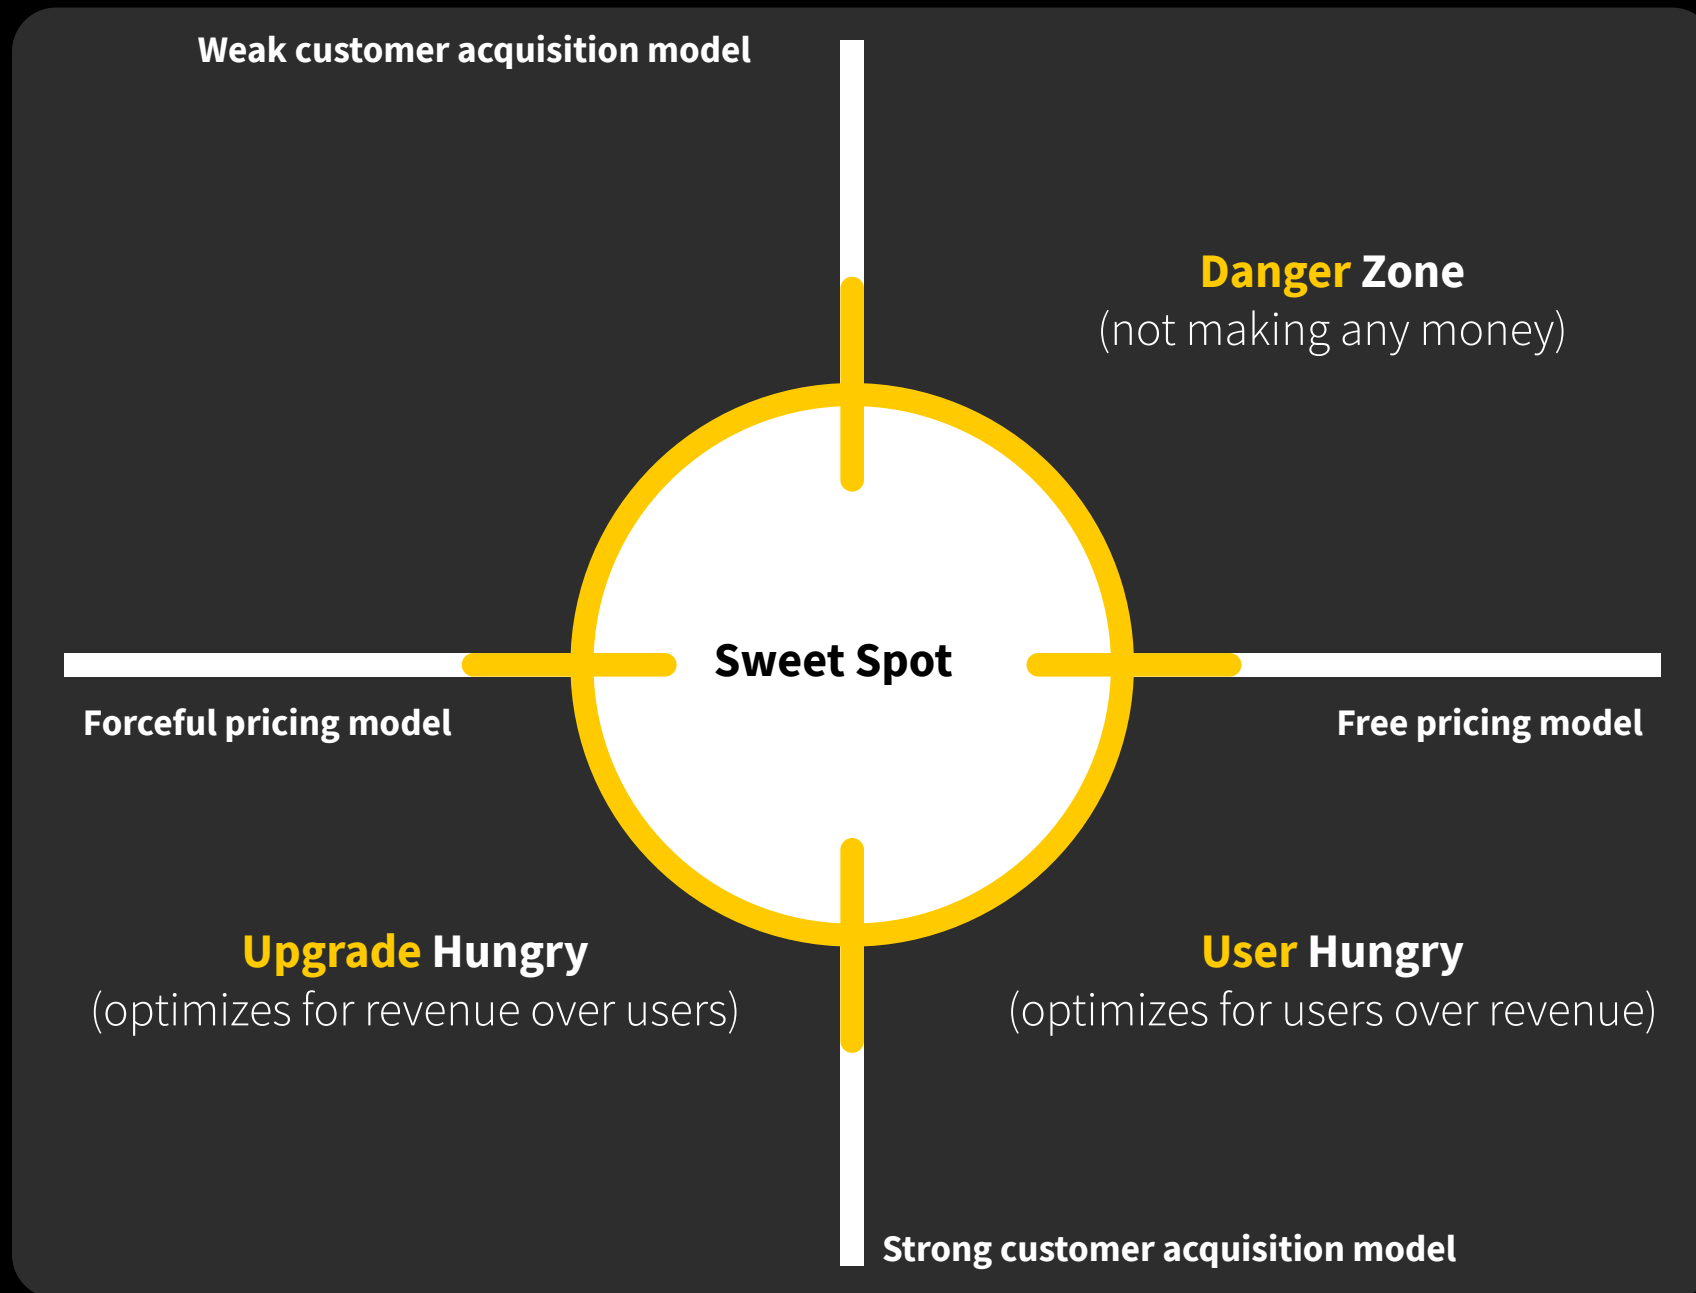 Weak customer acquisition model
Danger Zone
(not making any money)
Sweet Spot
Forceful pricing model
Free pricing model
Upgrade Hungry
(optimizes for revenue over users)
User Hungry
(optimizes for users over revenue)
Strong customer acquisition model